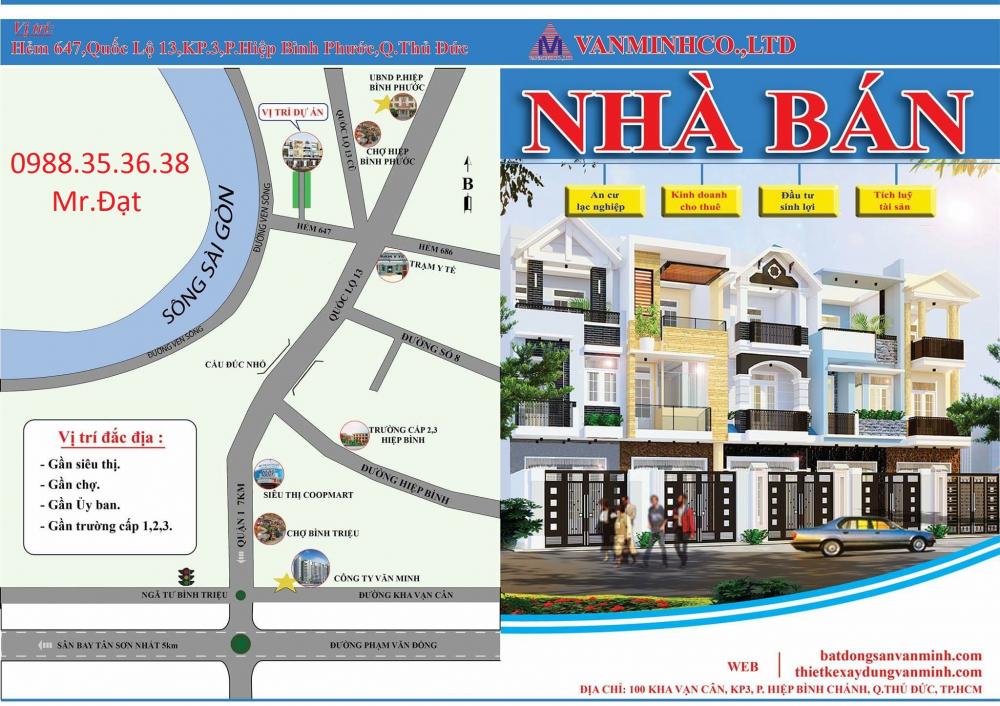 Vị trí:
Hẻm 647,Quốc Lộ 13,KP.3,P.Hiệp Bình Phước,Q.Thủ Đức
VANMINHCO.,LTD
VANMINHCO.,LTD
NHÀ BÁN
An cư
lạc nghiệp
Kinh doanh
cho thuê
Đầu tư
sinh lợi
Tích luỹ
tài sản
0988.35.36.38
Mr.Đạt
UBND P.HIỆP
BÌNH PHƯỚC
VỊ TRÍ DỰ ÁN
QUỐC LỘ 13 CŨ
CHỢ HIỆP
BÌNH PHƯỚC
B
SÔNG SÀI GÒN
ĐƯỜNG VEN SÔNG
HẺM 647
HẺM 686
TRẠM Y TẾ
QUỐC LỘ 13
ĐƯỜNG VEN SÔNG
ĐƯỜNG SỐ 8
CẦU ĐÚC NHỎ
Vị trí đắc địa :
- Gần siêu thị.
- Gần chợ.
- Gần Ủy ban.
- Gần trường cấp 1,2,3.
TRƯỜNG CẤP 2,3
HIỆP BÌNH
ĐƯỜNG HIỆP BÌNH
SIÊU THỊ COOPMART
QUẬN 1 7KM
CHỢ BÌNH TRIỆU
CÔNG TY VĂN MINH
NGÃ TƯ BÌNH TRIỆU
ĐƯỜNG KHA VẠN CÂN
SÂN BAY TÂN SƠN NHẤT 5km
ĐƯỜNG PHẠM VĂN ĐỒNG
WEB
batdongsanvanminh.com
thietkexaydungvanminh.com
ĐỊA CHỈ: 100 KHA VẠN CÂN, KP3, P. HIỆP BÌNH CHÁNH, Q.THỦ ĐỨC, TP.HCM